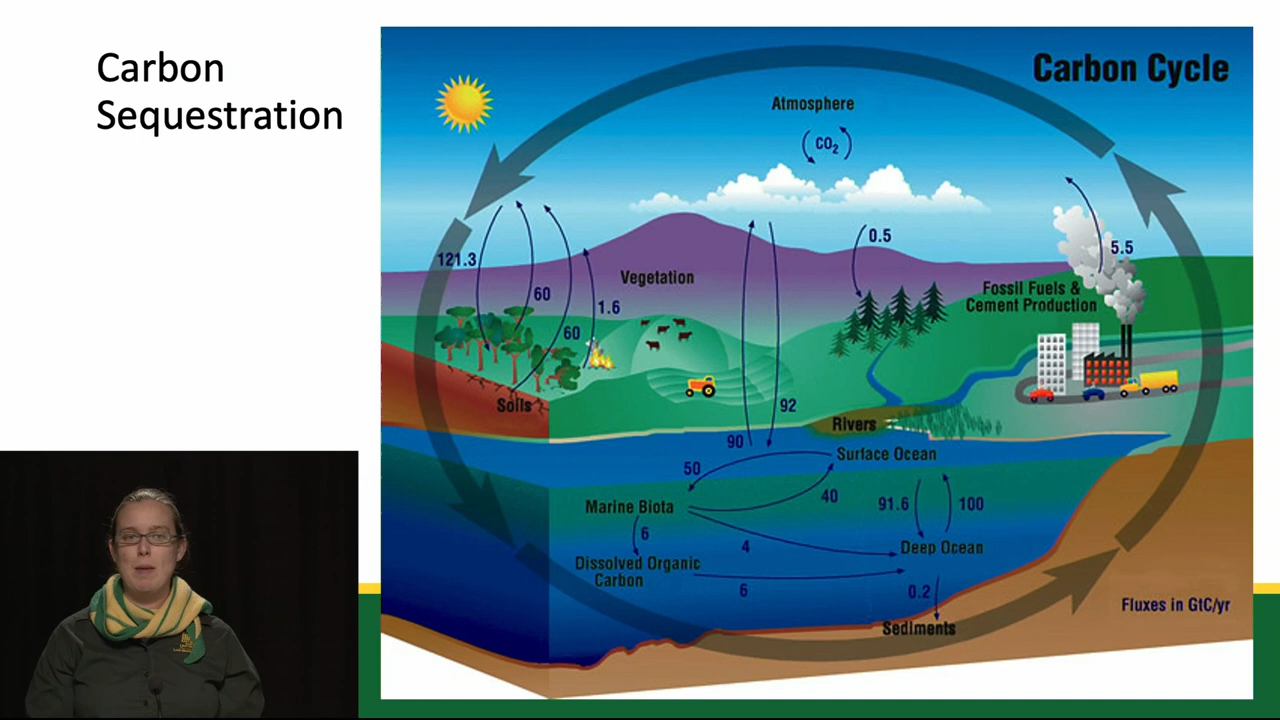 Carbon
Sequestration
Carbon Cycle
Atmosphere
CO₂
121.3
60
60
1.6
Vegetation
0.5
5.5
Fossil Fuels &
Cement Production
Soils
92
90
Rivers
Surface Ocean
50
40
Marine Biota
91.6
100
6
4
Deep Ocean
Dissolved Organic
Carbon
6
0.2
Sediments
Fluxes in GtC/yr